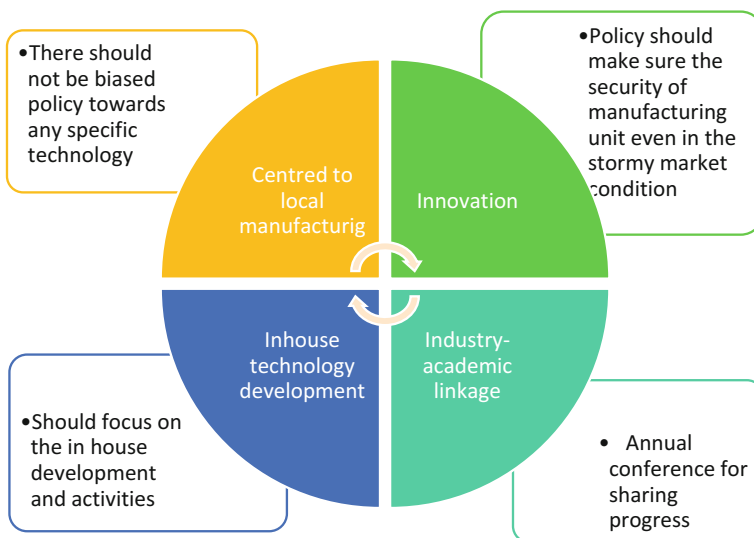 •There should
not be biased
policy towards
any specific
technology
•Policy should
make sure the
security of
manufacturing
unit even in the
stormy market
condition
Centred to
local
manufacturig
Innovation
Inhouse
technology
development
Industry-
academic
linkage
•Should focus on
the in house
development
and activities
• Annual
conference for
sharing
progress